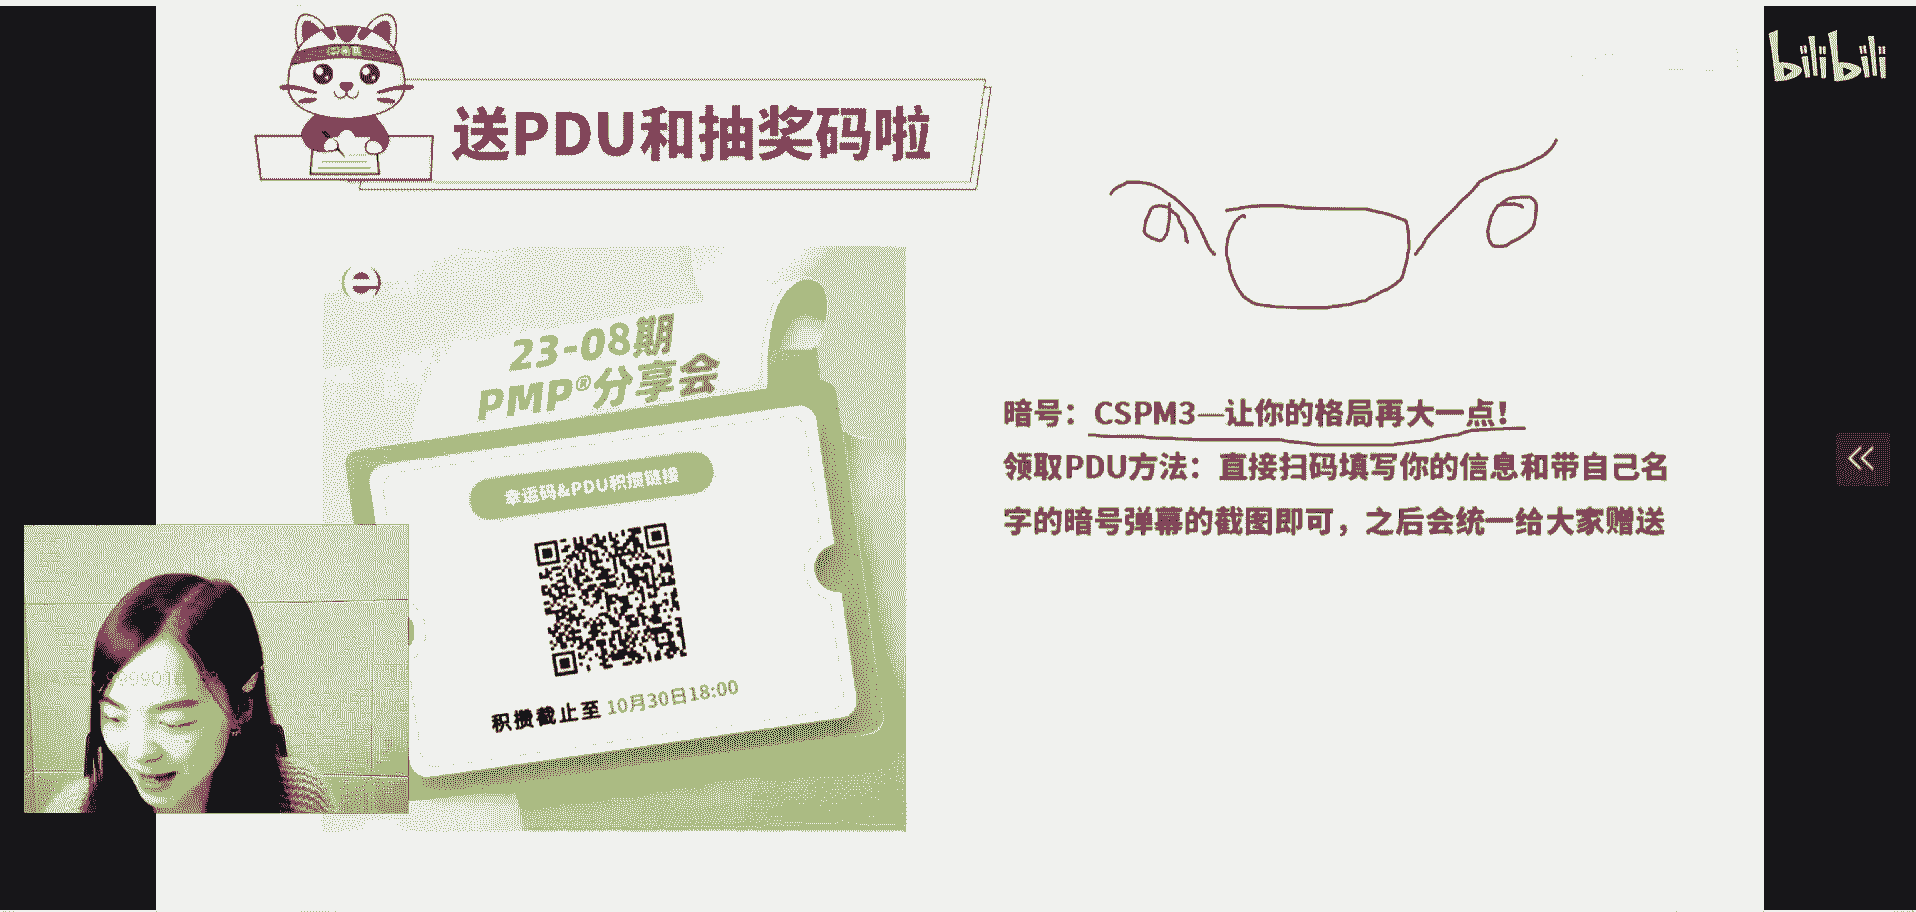 bilibili
送PDU和抽奖码啦
23-08期
PMP®分享会
幸运码&PDU积攒链接
积攒截止至 10月30日18:00
暗号：CSPM3—让你的格局再大一点！
领取PDU方法：直接扫码填写你的信息和带自己名
字的暗号弹幕的截图即可，之后会统一给大家赠送